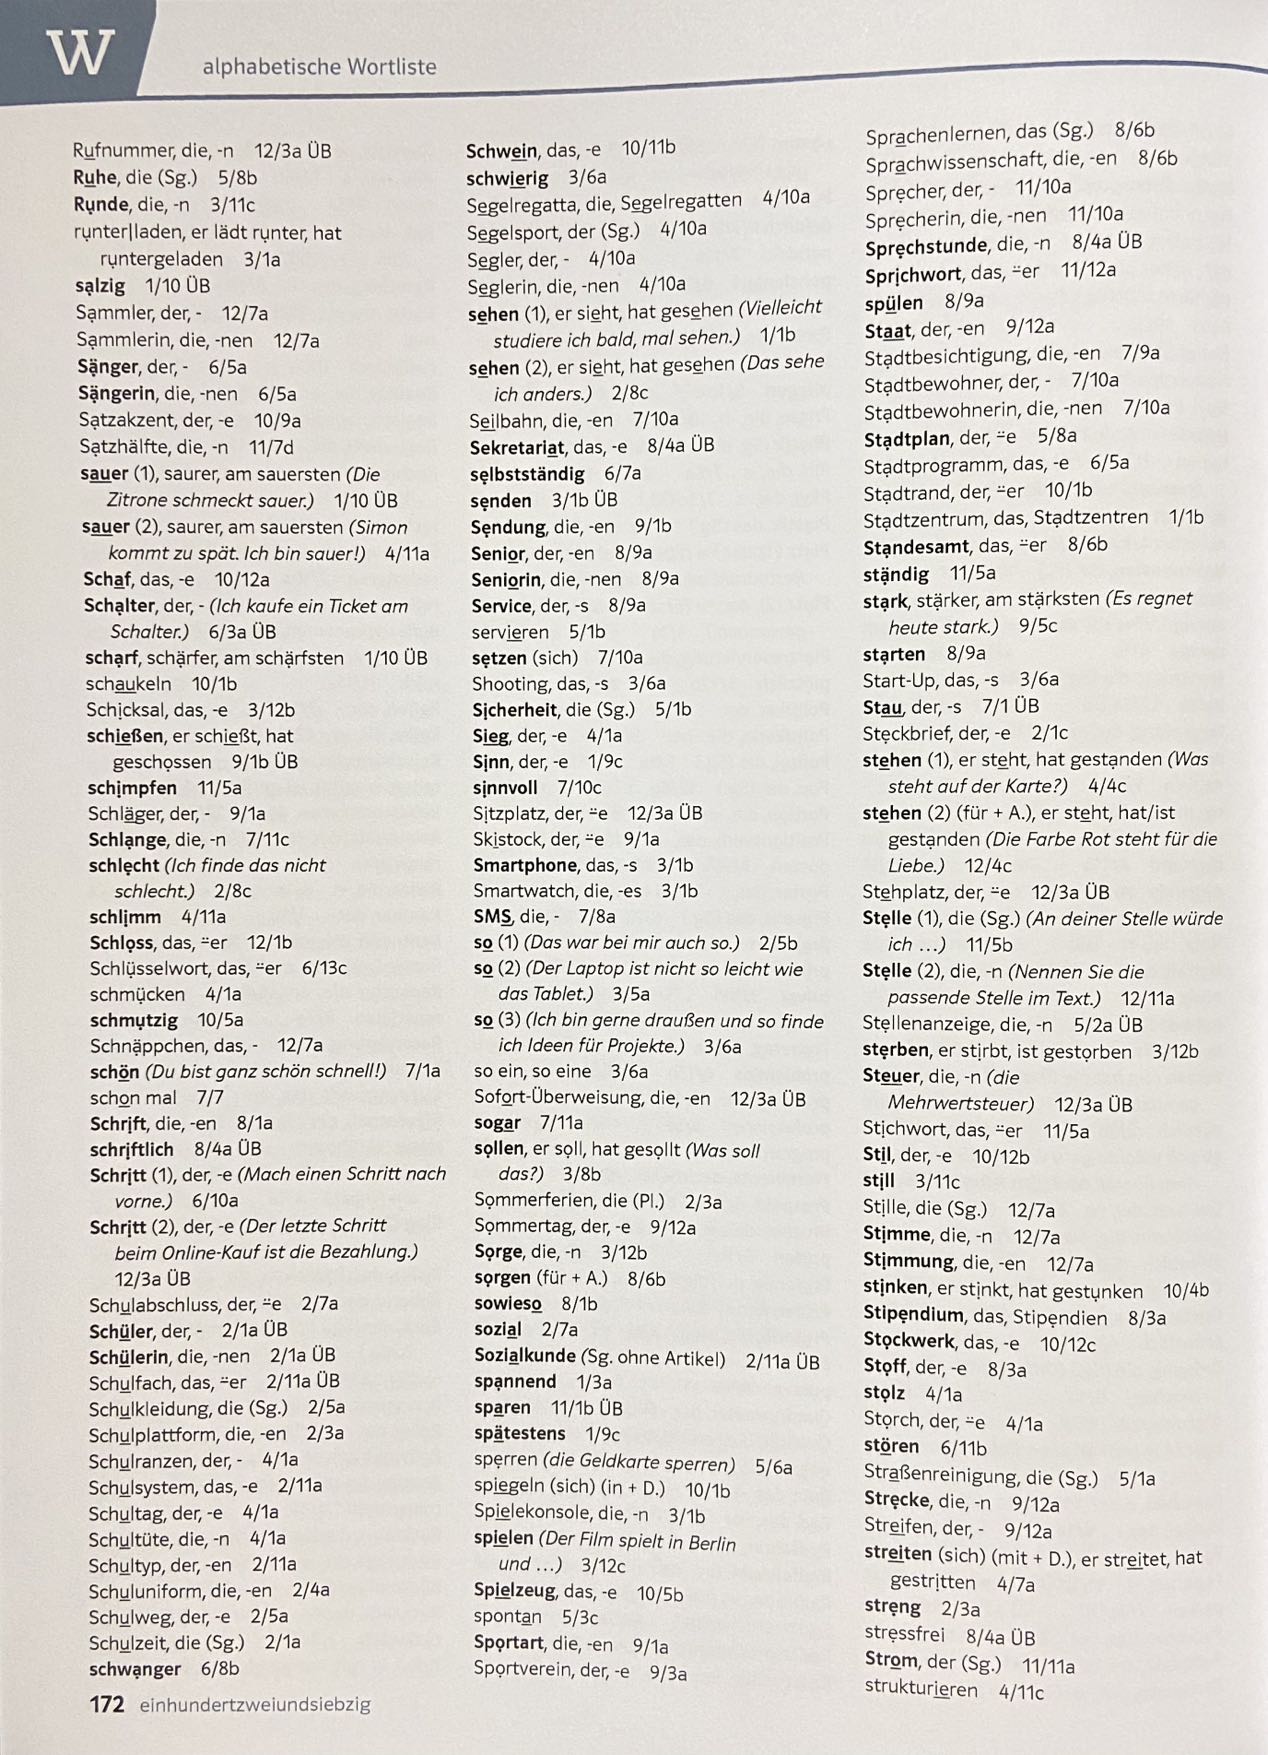 W
alphabetische Wortliste
Rufnummer, die, -n 12/3a ÜB
Ruhe, die (Sg.) 5/8b
Runde, die, -n 3/11c
runter|laden, er lädt runter, hat
runtergeladen 3/1a
salzig 1/10 ÜB
Sammler, der, - 12/7a
Sammlerin, die, -nen 12/7a
Sänger, der, - 6/5a
Sängerin, die, -nen 6/5a
Satzakzent, der, -e 10/9a
Satzhälfte, die, -n 11/7d
sauer (1), saurer, am sauersten (Die
Zitrone schmeckt sauer.) 1/10 ÜB
sauer (2), saurer, am sauersten (Simon
kommt zu spät. Ich bin sauer!) 4/11a
Schaf, das, -e 10/12a
Schalter, der, - (Ich kaufe ein Ticket am
Schalter.) 6/3a ÜB
scharf, schärfer, am schärfsten 1/10 ÜB
schaukeln 10/1b
Schicksal, das, -e 3/12b
schießen, er schießt, hat
geschossen 9/1b ÜB
schimpfen 11/5a
Schläger, der, - 9/1a
Schlange, die, -n 7/11c
schlecht (Ich finde das nicht
schlecht.) 2/8c
schlimm 4/11a
Schloss, das, ¨-er 12/1b
Schlüsselwort, das, ¨-er 6/13c
schmücken 4/1a
schmutzig 10/5a
Schnäppchen, das, - 12/7a
schön (Du bist ganz schön schnell!) 7/1a
schon mal 7/7
Schrift, die, -en 8/1a
schriftlich 8/4a ÜB
Schritt (1), der, -e (Mach einen Schritt nach
vorne.) 6/10a
Schritt (2), der, -e (Der letzte Schritt
beim Online-Kauf ist die Bezahlung.)
12/3a ÜB
Schulabschluss, der, ¨-e 2/7a
Schüler, der, - 2/1a ÜB
Schülerin, die, -nen 2/1a ÜB
Schulfach, das, ¨-er 2/11a ÜB
Schulkleidung, die (Sg.) 2/5a
Schulplattform, die, -en 2/3a
Schulranzen, der, - 4/1a
Schulsystem, das, -e 2/11a
Schultag, der, -e 4/1a
Schultüte, die, -n 4/1a
Schultyp, der, -en 2/11a
Schuluniform, die, -en 2/4a
Schulweg, der, -e 2/5a
Schulzeit, die (Sg.) 2/1a
schwanger 6/8b
Schwein, das, -e 10/11b
schwierig 3/6a
Segelregatta, die, Segelregatten 4/10a
Segelsport, der (Sg.) 4/10a
Segler, der, - 4/10a
Seglerin, die, -nen 4/10a
sehen (1), er sieht, hat gesehen (Vielleicht
studiere ich bald, mal sehen.) 1/1b
sehen (2), er sieht, hat gesehen (Das sehe
ich anders.) 2/8c
Seilbahn, die, -en 7/10a
Sekretariat, das, -e 8/4a ÜB
selbstständig 6/7a
senden 3/1b ÜB
Sendung, die, -en 9/1b
Senior, der, -en 8/9a
Seniorin, die, -nen 8/9a
Service, der, -s 8/9a
servieren 5/1b
setzen (sich) 7/10a
Shooting, das, -s 3/6a
Sicherheit, die (Sg.) 5/1b
Sieg, der, -e 4/1a
Sinn, der, -e 1/9c
sinnvoll 7/10c
Sitzplatz, der, ¨-e 12/3a ÜB
Skistock, der, ¨-e 9/1a
Smartphone, das, -s 3/1b
Smartwatch, die, -es 3/1b
SMS, die, - 7/8a
so (1) (Das war bei mir auch so.) 2/5b
so (2) (Der Laptop ist nicht so leicht wie
das Tablet.) 3/5a
so (3) (Ich bin gerne draußen und so finde
ich Ideen für Projekte.) 3/6a
so ein, so eine 3/6a
Sofort-Überweisung, die, -en 12/3a ÜB
sogar 7/11a
sollen, er soll, hat gesollt (Was soll
das?) 3/8b
Sommerferien, die (Pl.) 2/3a
Sommertag, der, -e 9/12a
Sorge, die, -n 3/12b
sorgen (für + A.) 8/6b
sowieso 8/1b
sozial 2/7a
Sozialkunde (Sg. ohne Artikel) 2/11a ÜB
spannend 1/3a
sparen 11/1b ÜB
spätestens 1/9c
sperren (die Geldkarte sperren) 5/6a
spiegeln (sich) (in + D.) 10/1b
Spielekonsole, die, -n 3/1b
spielen (Der Film spielt in Berlin
und ...) 3/12c
Spielzeug, das, -e 10/5b
spontan 5/3c
Sportart, die, -en 9/1a
Sportverein, der, -e 9/3a
Sprachenlernen, das (Sg.) 8/6b
Sprachwissenschaft, die, -en 8/6b
Sprecher, der, - 11/10a
Sprecherin, die, -nen 11/10a
Sprechstunde, die, -n 8/4a ÜB
Sprichwort, das, ¨-er 11/12a
spülen 8/9a
Staat, der, -en 9/12a
Stadtbesichtigung, die, -en 7/9a
Stadtbewohner, der, - 7/10a
Stadtbewohnerin, die, -nen 7/10a
Stadtplan, der, ¨-e 5/8a
Stadtprogramm, das, -e 6/5a
Stadtrand, der, ¨-er 10/1b
Stadtzentrum, das, Stadtzentren 1/1b
Standesamt, das, ¨-er 8/6b
ständig 11/5a
stark, stärker, am stärksten (Es regnet
heute stark.) 9/5c
starten 8/9a
Start-Up, das, -s 3/6a
Stau, der, -s 7/1 ÜB
Steckbrief, der, -e 2/1c
stehen (1), er steht, hat gestanden (Was
steht auf der Karte?) 4/4c
stehen (2) (für + A.), er steht, hat/ist
gestanden (Die Farbe Rot steht für die
Liebe.) 12/4c
Stehplatz, der, ¨-e 12/3a ÜB
Stelle (1), die (Sg.) (An deiner Stelle würde
ich ...) 11/5b
Stelle (2), die, -n (Nennen Sie die
passende Stelle im Text.) 12/11a
Stellenanzeige, die, -n 5/2a ÜB
sterben, er stirbt, ist gestorben 3/12b
Steuer, die, -n (die
Mehrwertsteuer) 12/3a ÜB
Stichwort, das, ¨-er 11/5a
Stil, der, -e 10/12b
still 3/11c
Stille, die (Sg.) 12/7a
Stimme, die, -n 12/7a
Stimmung, die, -en 12/7a
stinken, er stinkt, hat gestunken 10/4b
Stipendium, das, Stipendien 8/3a
Stockwerk, das, -e 10/12c
Stoff, der, -e 8/3a
stolz 4/1a
Storch, der, ¨-e 4/1a
stören 6/11b
Straßenreinigung, die (Sg.) 5/1a
Strecke, die, -n 9/12a
Streifen, der, - 9/12a
streiten (sich) (mit + D.), er streitet, hat
gestritten 4/7a
streng 2/3a
stressfrei 8/4a ÜB
Strom, der (Sg.) 11/11a
strukturieren 4/11c
172 einhundertzweiundsiebzig